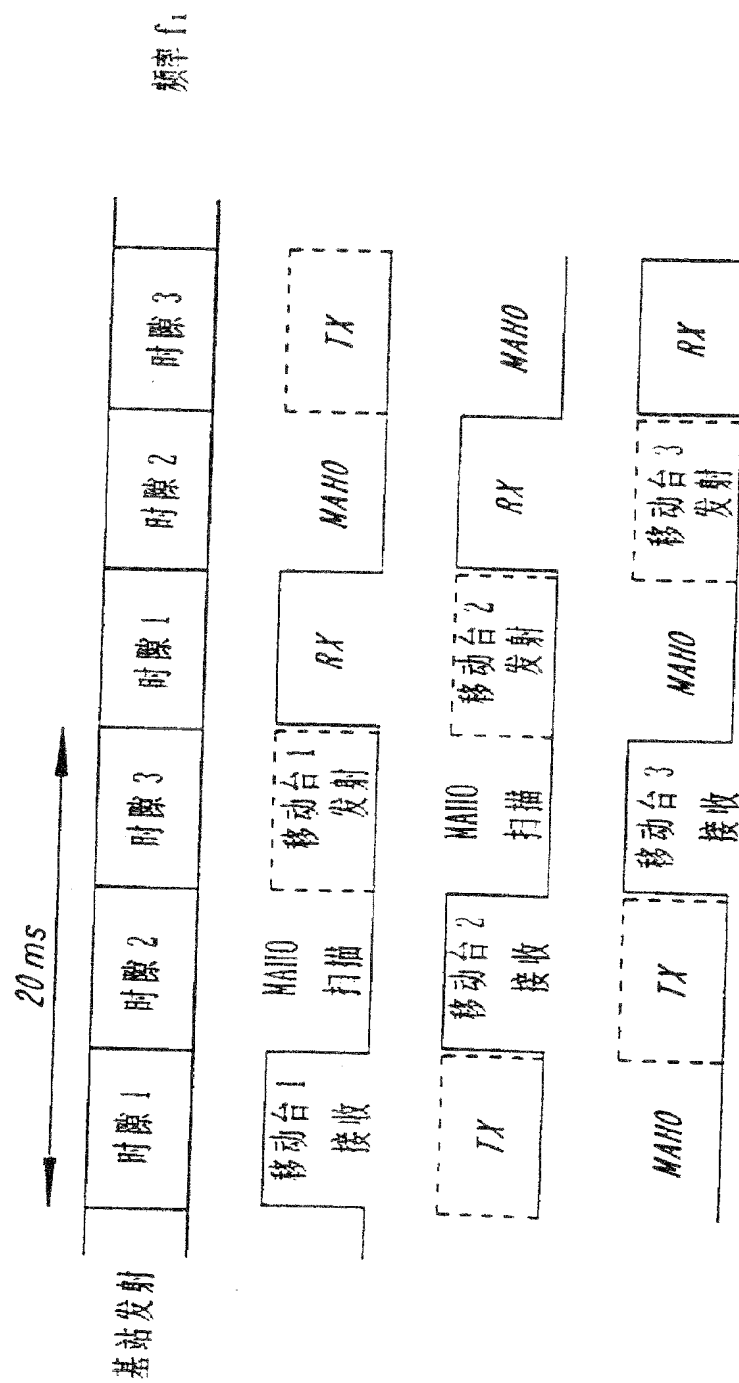 20 ms
基站发射
时隙 1
时隙 2
时隙 3
时隙 1
时隙 2
时隙 3
频率 f₁
移动台 1
接收
MAHO
扫描
移动台 1
发射
RX
MAHO
TX
TX
移动台 2
接收
MAHO
扫描
移动台 2
发射
RX
MAHO
MAHO
TX
移动台 3
接收
MAHO
移动台 3
发射
RX